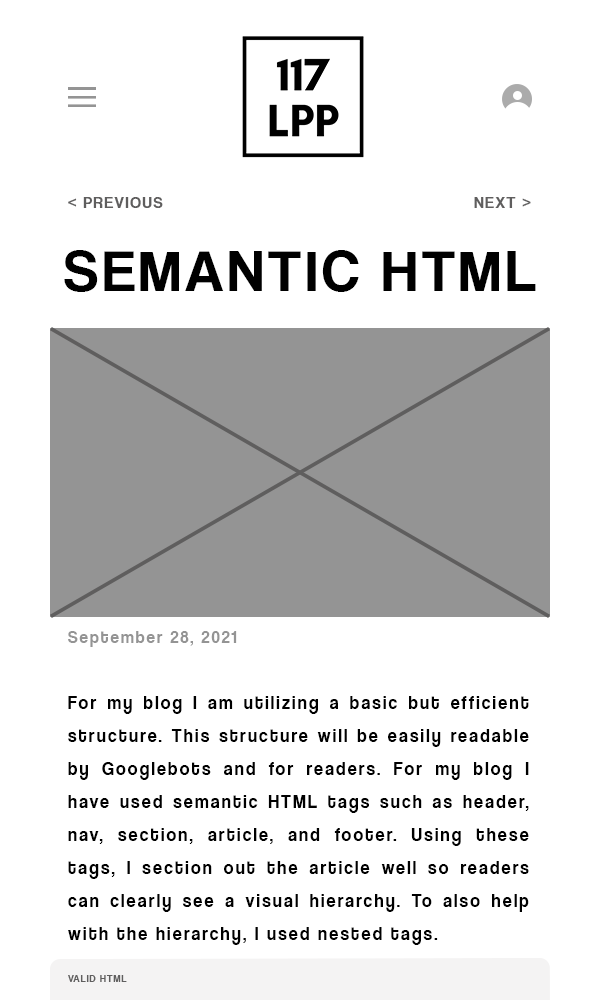 117
LPP
< PREVIOUS
NEXT >
SEMANTIC HTML
September 28, 2021
For my blog I am utilizing a basic but efficient
structure. This structure will be easily readable
by Googlebots and for readers. For my blog I
have used semantic HTML tags such as header,
nav, section, article, and footer. Using these
tags, I section out the article well so readers
can clearly see a visual hierarchy. To also help
with the hierarchy, I used nested tags.
VALID HTML